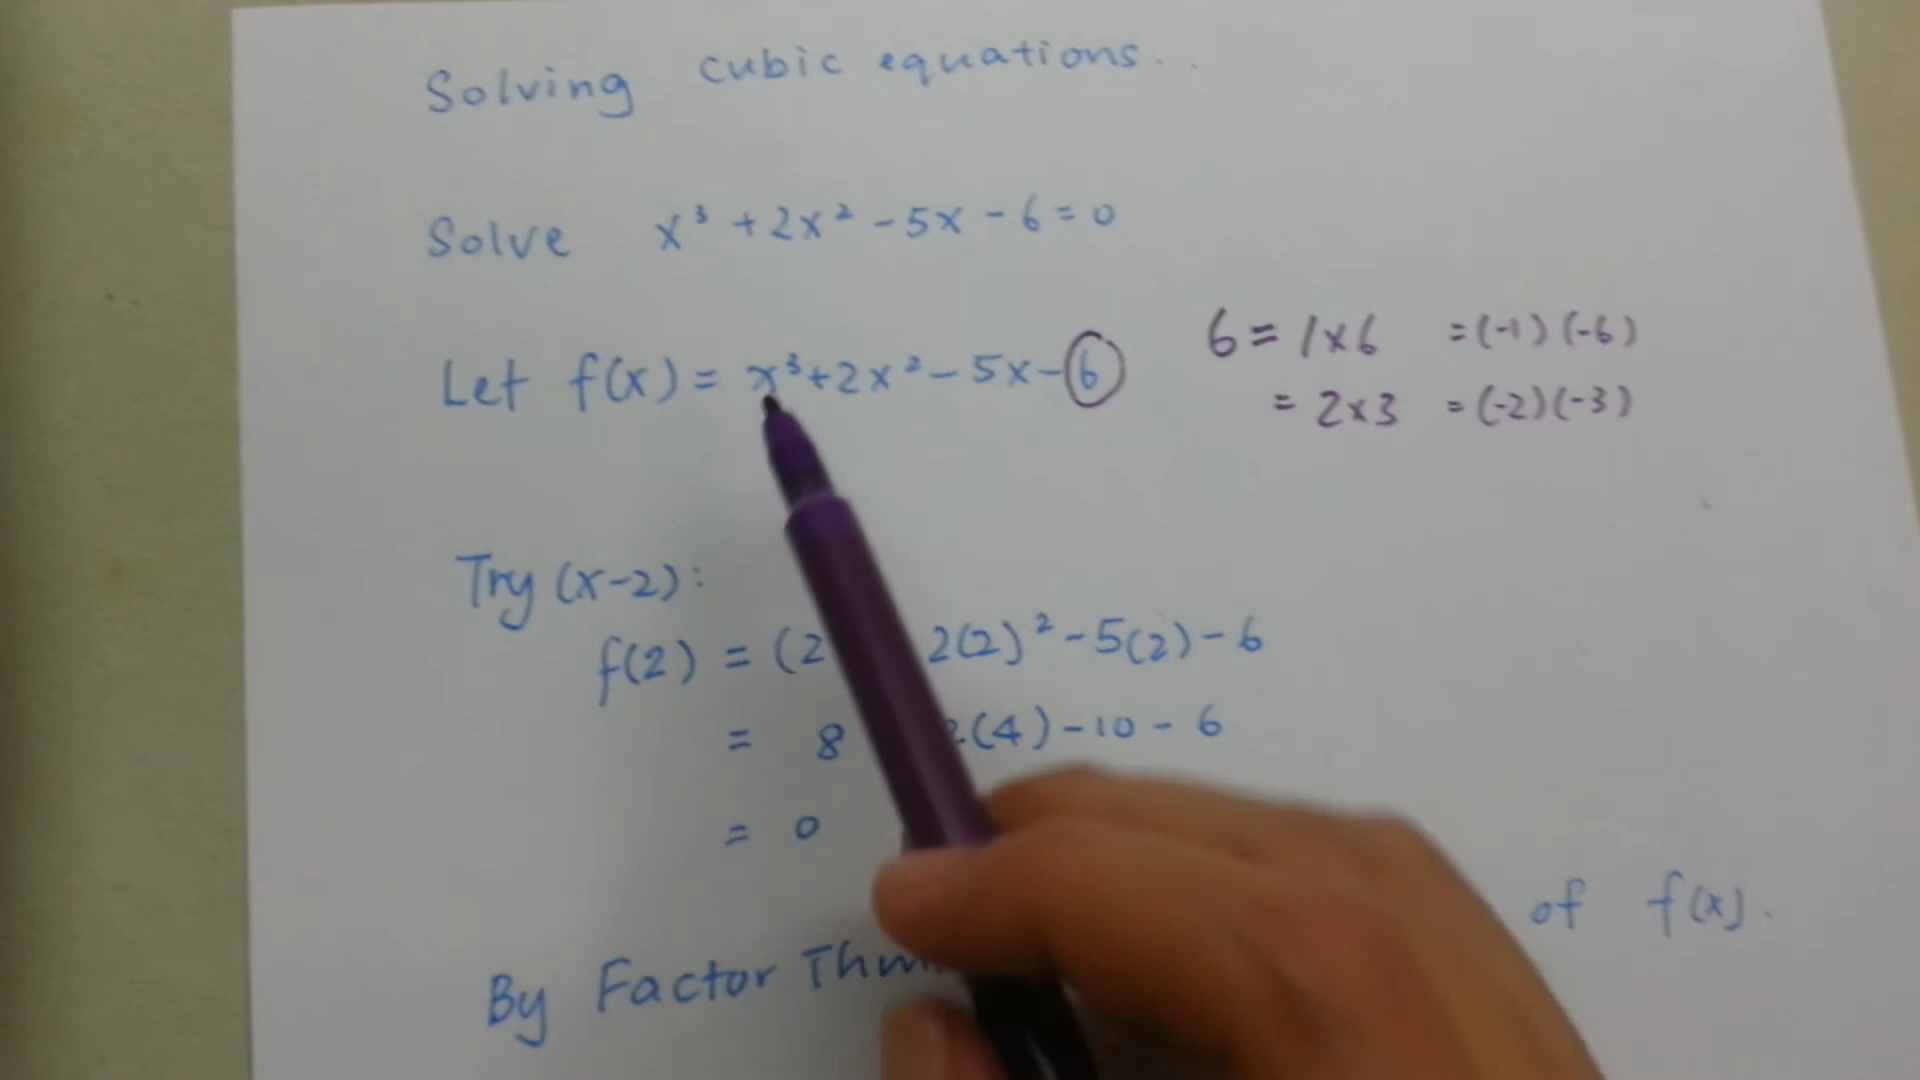 Solving cubic equations..
Solve x³ + 2x² - 5x - 6 = 0
Let f(x) = x³ + 2x² - 5x - 6
6 = 1 x 6 = (-1)(-6)
= 2 x 3 = (-2)(-3)
Try (x-2):
f(2) = (2 2(2)² - 5(2) - 6
= 8 2(4) - 10 - 6
= 0
By Factor Thm. of f(x).